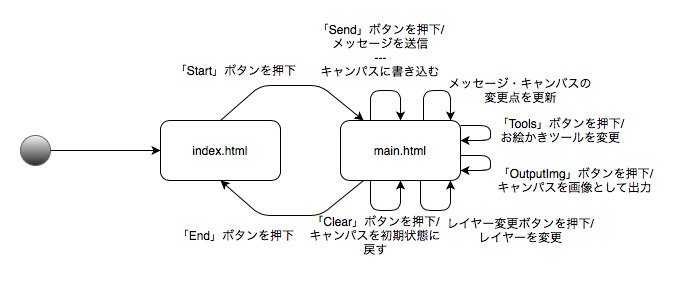 「Send」ボタンを押下/
メッセージを送信
---
キャンパスに書き込む
「Start」ボタンを押下
メッセージ・キャンパスの
変更点を更新
「Tools」ボタンを押下/
お絵かきツールを変更
index.html
main.html
「OutputImg」ボタンを押下/
キャンパスを画像として出力
「End」ボタンを押下
「Clear」ボタンを押下/
キャンパスを初期状態に
戻す
レイヤー変更ボタンを押下/
レイヤーを変更